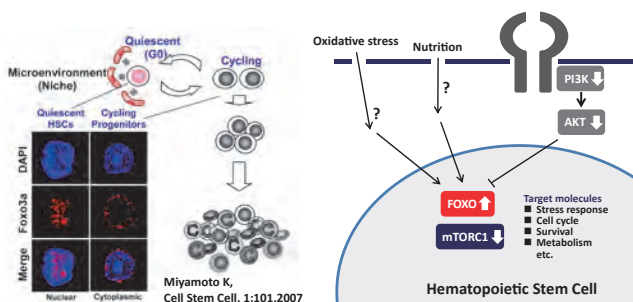 Quiescent
(G0)
Cycling
Microenvironment
(Niche)
Quiescent
HSCs
Cycling
Progenitors
DAPI
Foxo3a
Merge
Nuclear
Cytoplasmic
Miyamoto K,
Cell Stem Cell, 1:101,2007
Oxidative stress
Nutrition
?
?
PI3K
AKT
FOXO
mTORC1
Target molecules
Stress response
Cell cycle
Survival
Metabolism
etc.
Hematopoietic Stem Cell